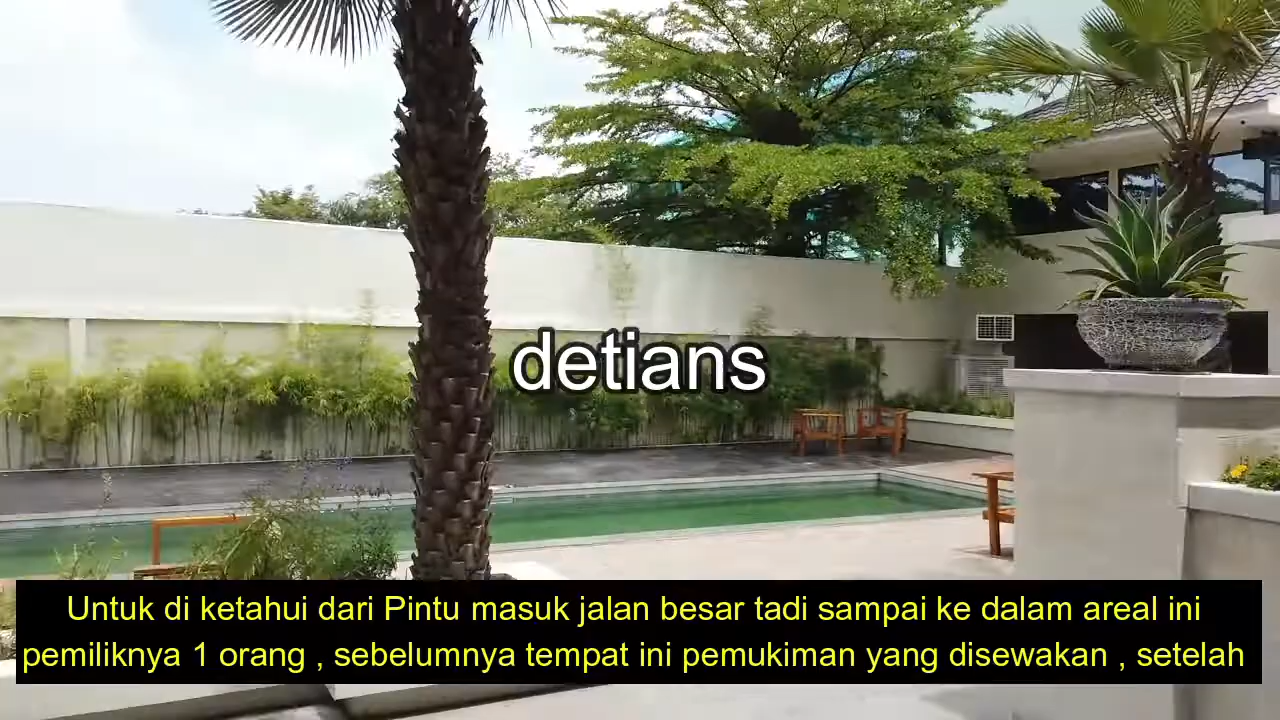 detians
Untuk di ketahui dari Pintu masuk jalan besar tadi sampai ke dalam areal ini
pemiliknya 1 orang , sebelumnya tempat ini pemukiman yang disewakan , setelah